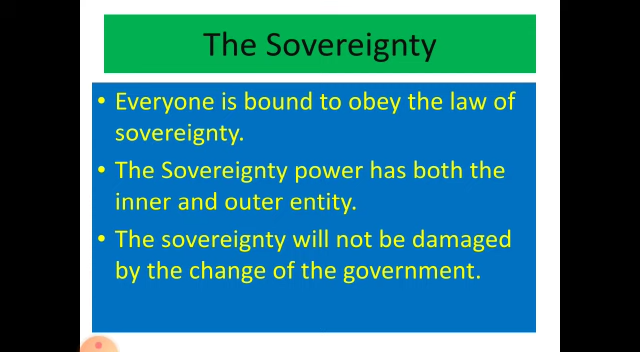 The Sovereignty
• Everyone is bound to obey the law of
sovereignty.
• The Sovereignty power has both the
inner and outer entity.
• The sovereignty will not be damaged
by the change of the government.